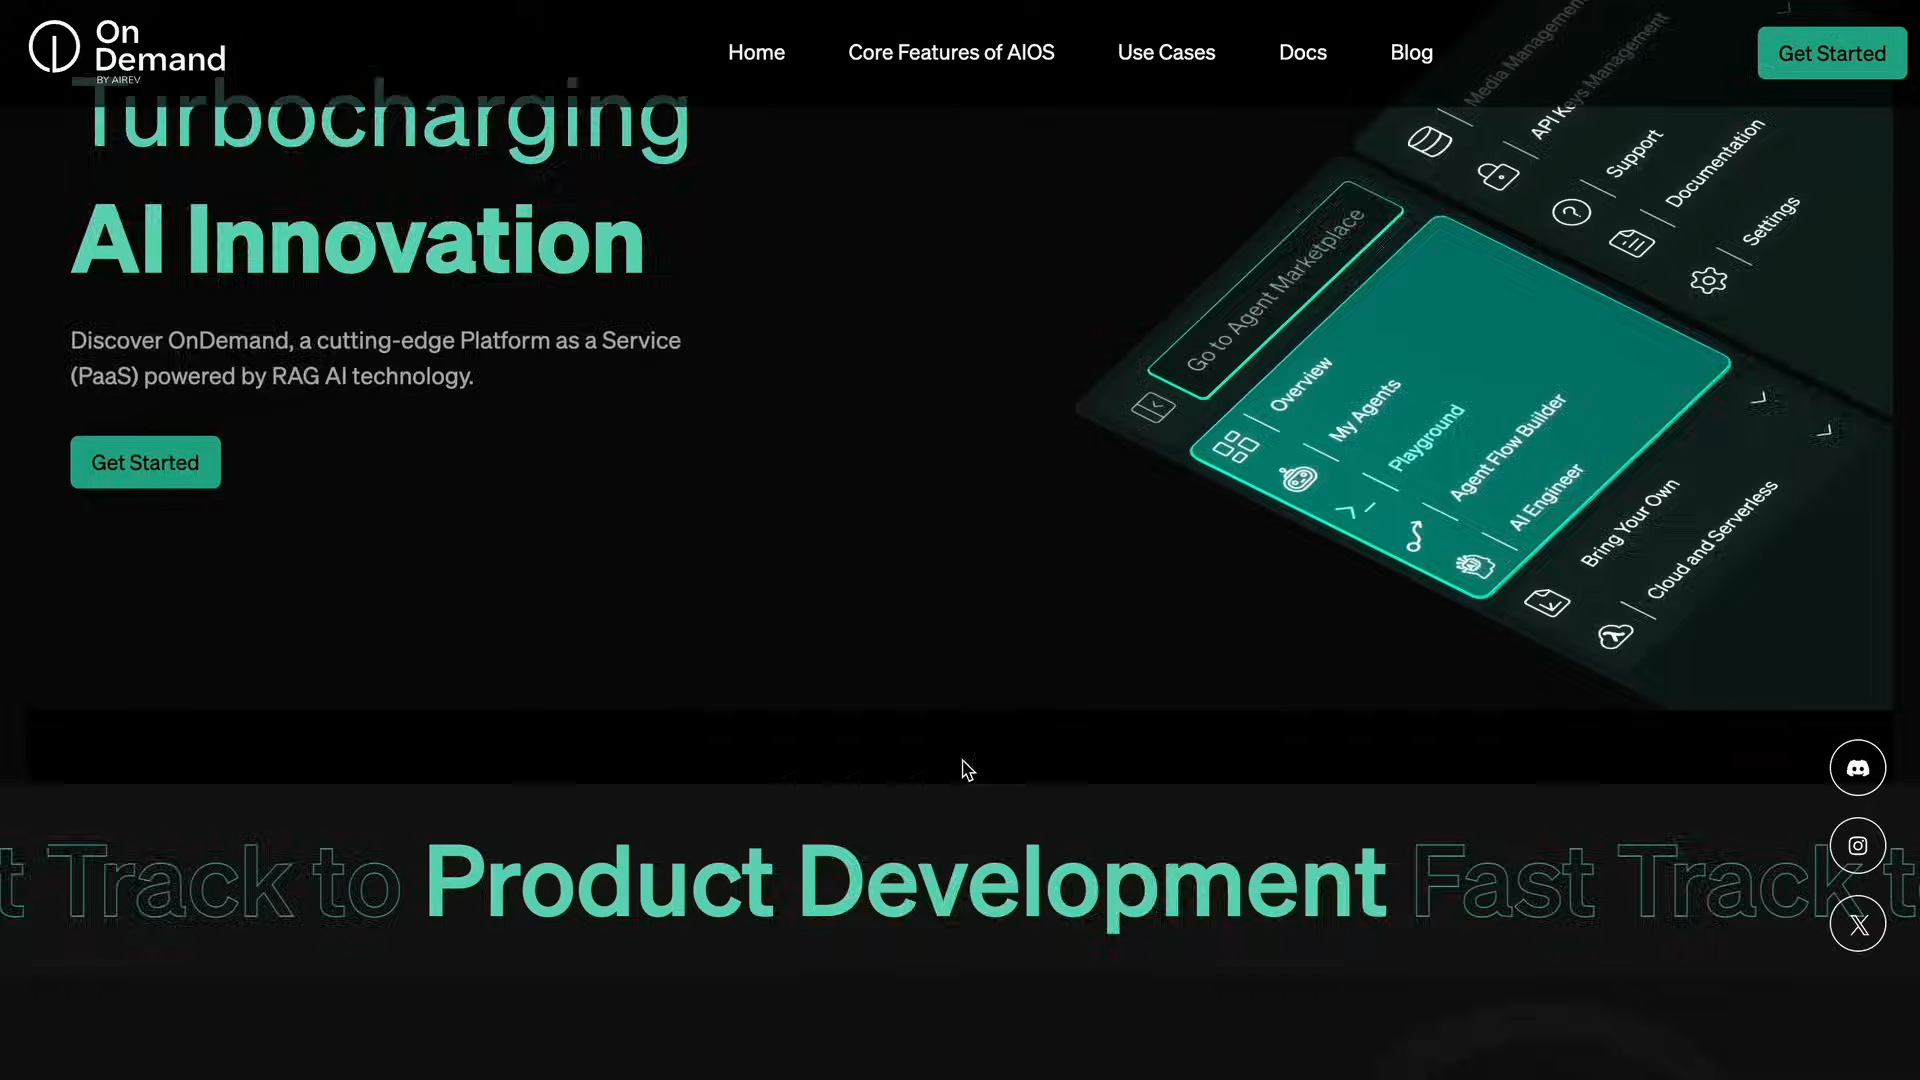 On
Demand
BY AIREV
Home
Core Features of AIOS
Use Cases
Docs
Blog
Get Started
Turbocharging
AI Innovation
Discover OnDemand, a cutting-edge Platform as a Service
(PaaS) powered by RAG AI technology.
Get Started
Media Management
API Keys Management
Support
Documentation
Settings
Go to Agent Marketplace
Overview
My Agents
Playground
Agent Flow Builder
AI Engineer
Bring Your Own
Cloud and Serverless
t Track to Product Development Fast Track t